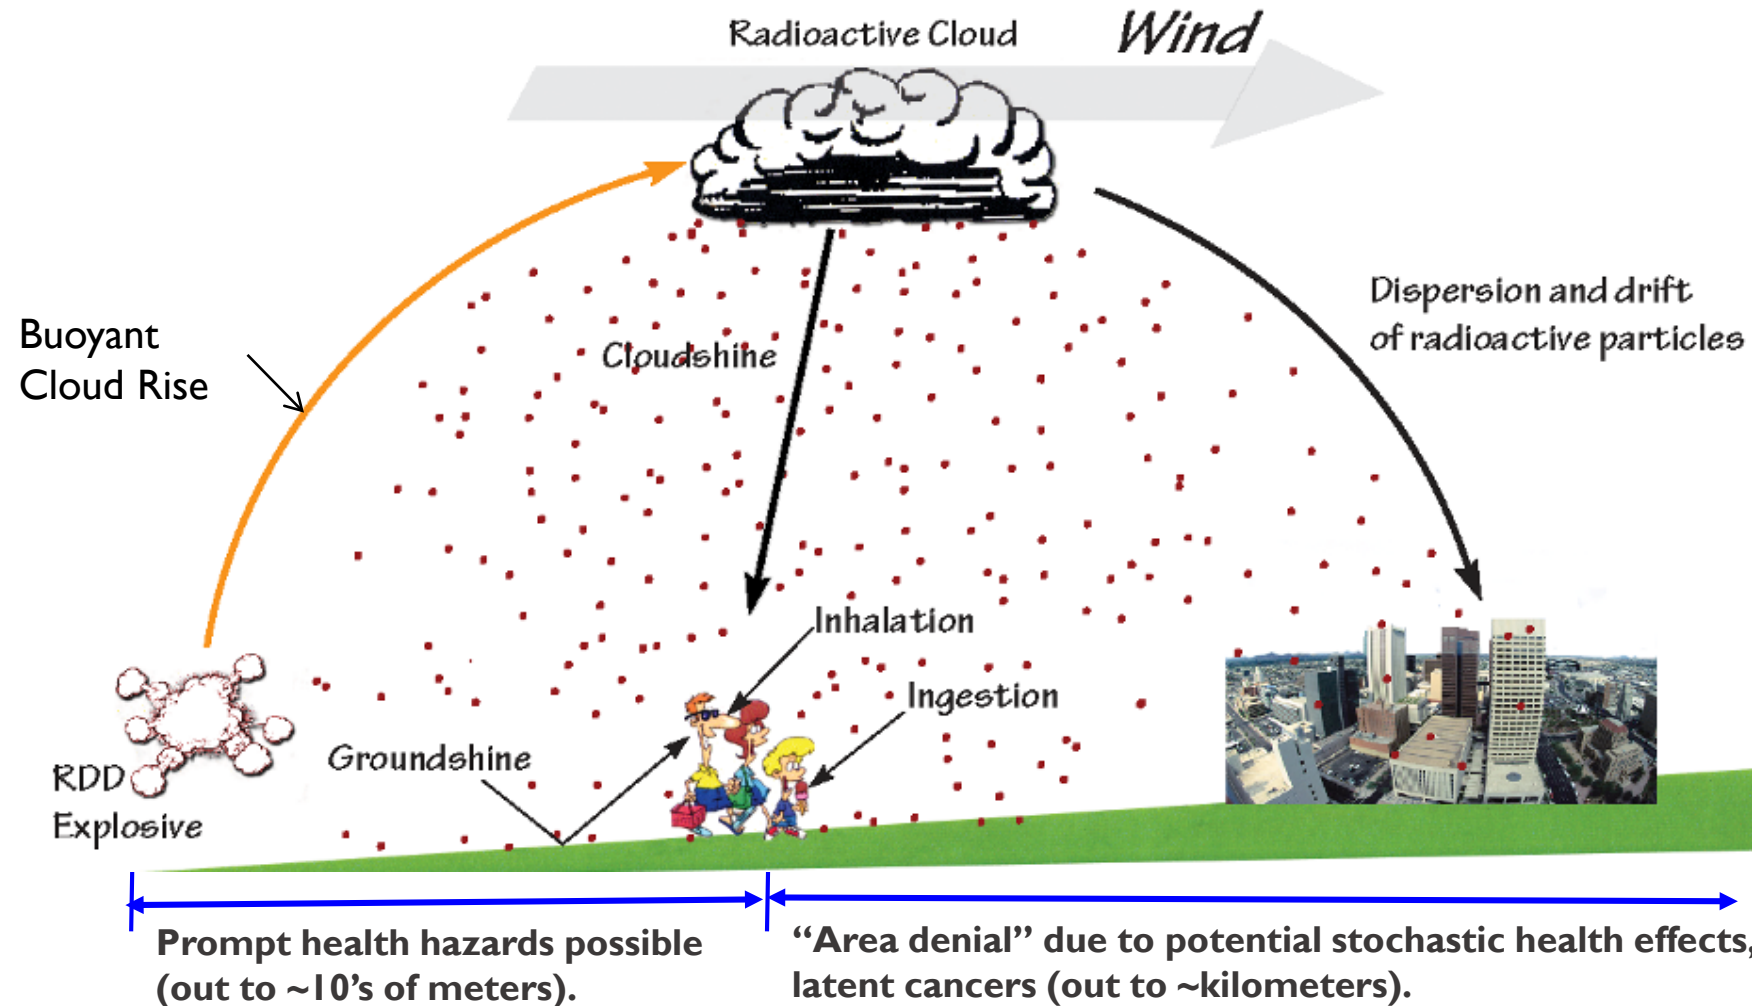 Radioactive Cloud
Wind
Buoyant
Cloud Rise
Cloudshine
Dispersion and drift
of radioactive particles
Inhalation
Ingestion
Groundshine
RDD
Explosive
Prompt health hazards possible
(out to ~10's of meters).
“Area denial” due to potential stochastic health effects,
latent cancers (out to ~kilometers).